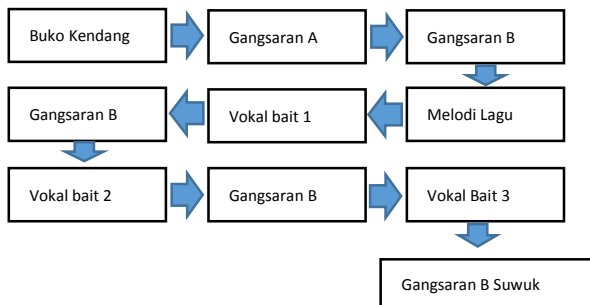 Buko Kendang
Gangsaran A
Gangsaran B
Gangsaran B
Vokal bait 1
Melodi Lagu
Vokal bait 2
Gangsaran B
Vokal Bait 3
Gangsaran B Suwuk